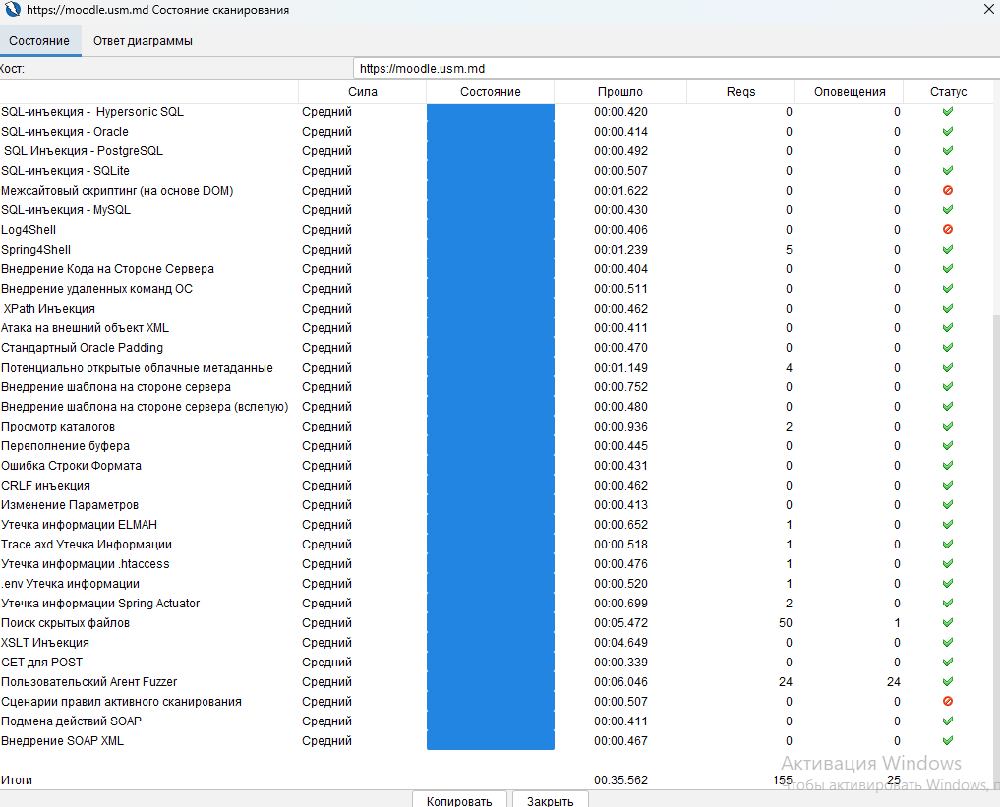 https://moodle.usm.md Состояние сканирования
Состояние Ответ диаграммы
Хост: https://moodle.usm.md
Сила Состояние Прошло Reqs Оповещения Статус
SQL-инъекция - Hypersonic SQL Средний 00:00.420 0 0
SQL-инъекция - Oracle Средний 00:00.414 0 0
SQL Инъекция - PostgreSQL Средний 00:00.492 0 0
SQL-инъекция - SQLite Средний 00:00.507 0 0
Межсайтовый скриптинг (на основе DOM) Средний 00:01.622 0 0
SQL-инъекция - MySQL Средний 00:00.430 0 0
Log4Shell Средний 00:00.406 0 0
Spring4Shell Средний 00:01.239 5 0
Внедрение Кода на Стороне Сервера Средний 00:00.404 0 0
Внедрение удаленных команд ОС Средний 00:00.511 0 0
XPath Инъекция Средний 00:00.462 0 0
Атака на внешний объект XML Средний 00:00.411 0 0
Стандартный Oracle Padding Средний 00:00.470 0 0
Потенциально открытые облачные метаданные Средний 00:01.149 4 0
Внедрение шаблона на стороне сервера Средний 00:00.752 0 0
Внедрение шаблона на стороне сервера (вслепую) Средний 00:00.480 0 0
Просмотр каталогов Средний 00:00.936 2 0
Переполнение буфера Средний 00:00.445 0 0
Ошибка Строки Формата Средний 00:00.431 0 0
CRLF инъекция Средний 00:00.462 0 0
Изменение Параметров Средний 00:00.413 0 0
Утечка информации ELMAH Средний 00:00.652 1 0
Trace.axd Утечка Информации Средний 00:00.518 1 0
Утечка информации .htaccess Средний 00:00.476 1 0
.env Утечка информации Средний 00:00.520 1 0
Утечка информации Spring Actuator Средний 00:00.699 2 0
Поиск скрытых файлов Средний 00:05.472 50 1
XSLT Инъекция Средний 00:04.649 0 0
GET для POST Средний 00:00.339 0 0
Пользовательский Агент Fuzzer Средний 00:06.046 24 24
Сценарии правил активного сканирования Средний 00:00.507 0 0
Подмена действий SOAP Средний 00:00.411 0 0
Внедрение SOAP XML Средний 00:00.467 0 0
Активация Windows
Итоги 00:35.562 155 25
Чтобы активировать Windows,
Копировать Закрыть